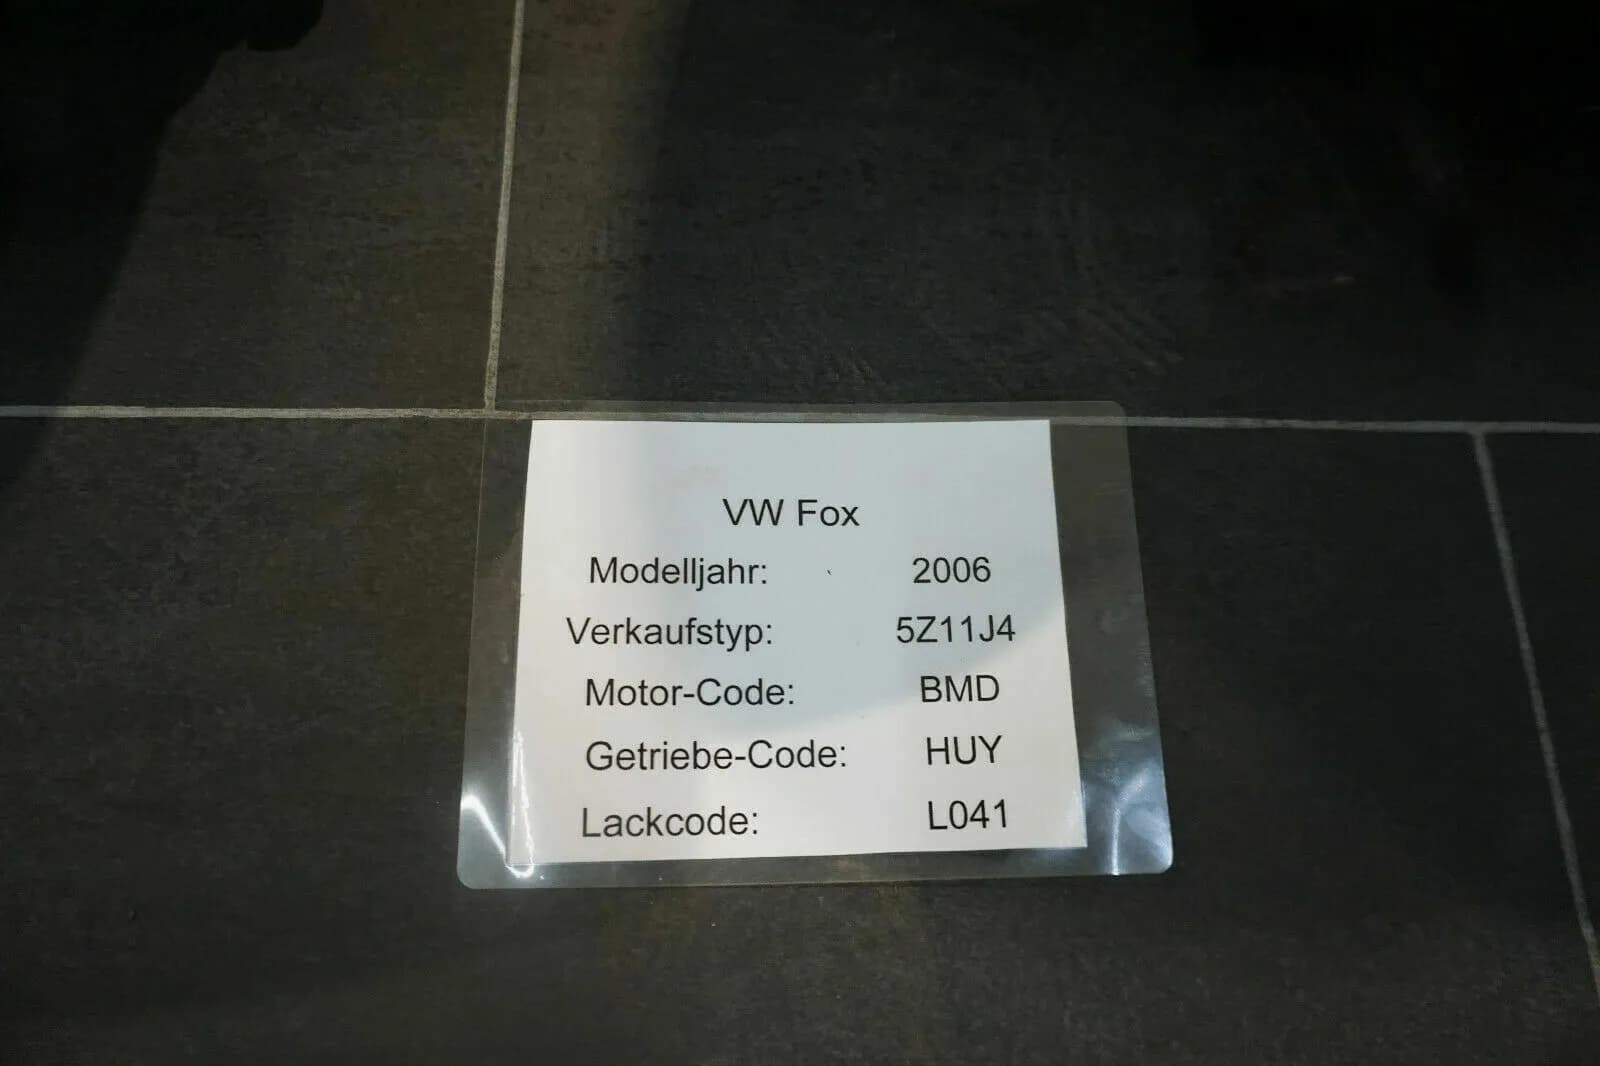 VW Fox
Modelljahr: 2006
Verkaufstyp: 5Z11J4
Motor-Code: BMD
Getriebe-Code: HUY
Lackcode: L041